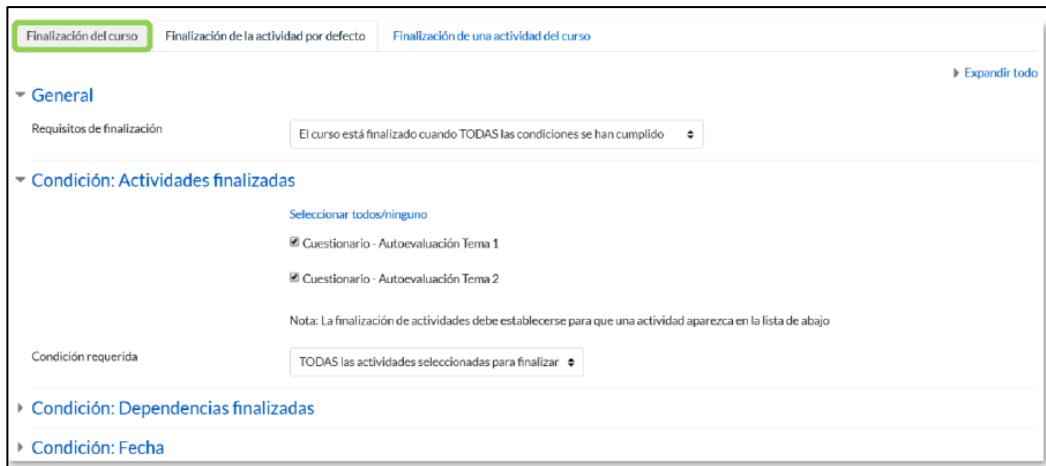 Finalización del curso Finalización de la actividad por defecto Finalización de una actividad del curso
Expandir todo
General
Requisitos de finalización El curso está finalizado cuando TODAS las condiciones se han cumplido
Condición: Actividades finalizadas
Seleccionar todos/ninguno
Cuestionario - Autoevaluación Tema 1
Cuestionario - Autoevaluación Tema 2
Nota: La finalización de actividades debe establecerse para que una actividad aparezca en la lista de abajo
Condición requerida TODAS las actividades seleccionadas para finalizar
Condición: Dependencias finalizadas
Condición: Fecha